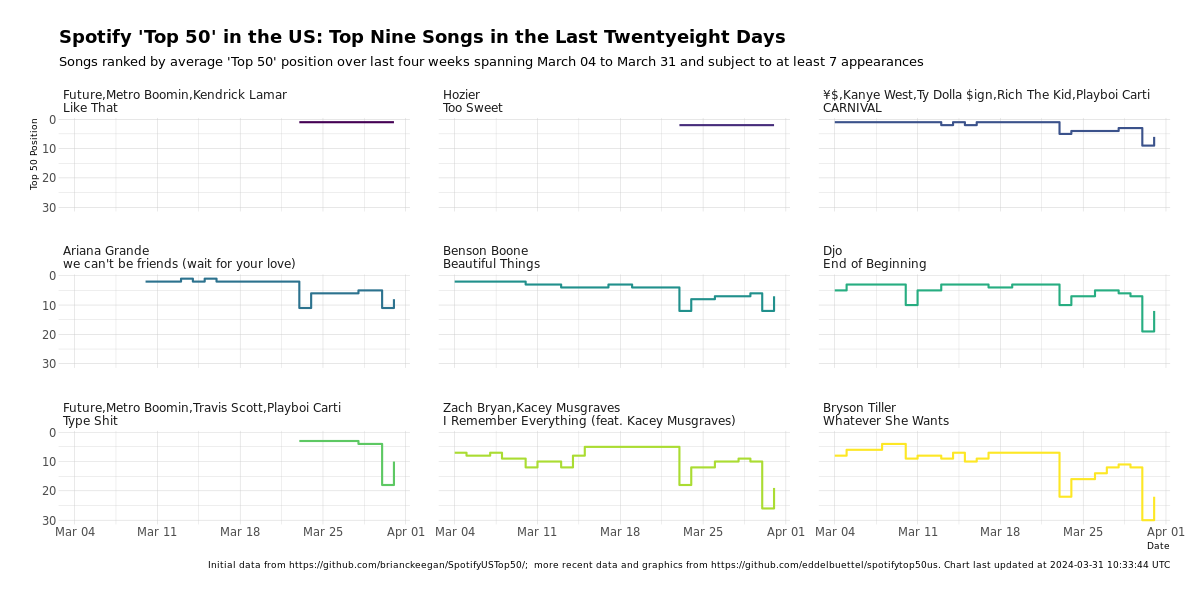 Spotify 'Top 50' in the US: Top Nine Songs in the Last Twentyeight Days
Songs ranked by average 'Top 50' position over last four weeks spanning March 04 to March 31 and subject to at least 7 appearances
Future,Metro Boomin,Kendrick Lamar
Like That
Hozier
Too Sweet
¥$,Kanye West,Ty Dolla $ign,Rich The Kid,Playboi Carti
CARNIVAL
Top 50 Position
0
10
20
30
Ariana Grande
we can't be friends (wait for your love)
Benson Boone
Beautiful Things
Djo
End of Beginning
0
10
20
30
Future,Metro Boomin,Travis Scott,Playboi Carti
Type Shit
Zach Bryan,Kacey Musgraves
I Remember Everything (feat. Kacey Musgraves)
Bryson Tiller
Whatever She Wants
0
10
20
30
Mar 04 Mar 11 Mar 18 Mar 25 Apr 01
Mar 04 Mar 11 Mar 18 Mar 25 Apr 01
Mar 04 Mar 11 Mar 18 Mar 25 Apr 01
Date
Initial data from https://github.com/brianckeegan/SpotifyUSTop50/; more recent data and graphics from https://github.com/eddelbuettel/spotifytop50us. Chart last updated at 2024-03-31 10:33:44 UTC